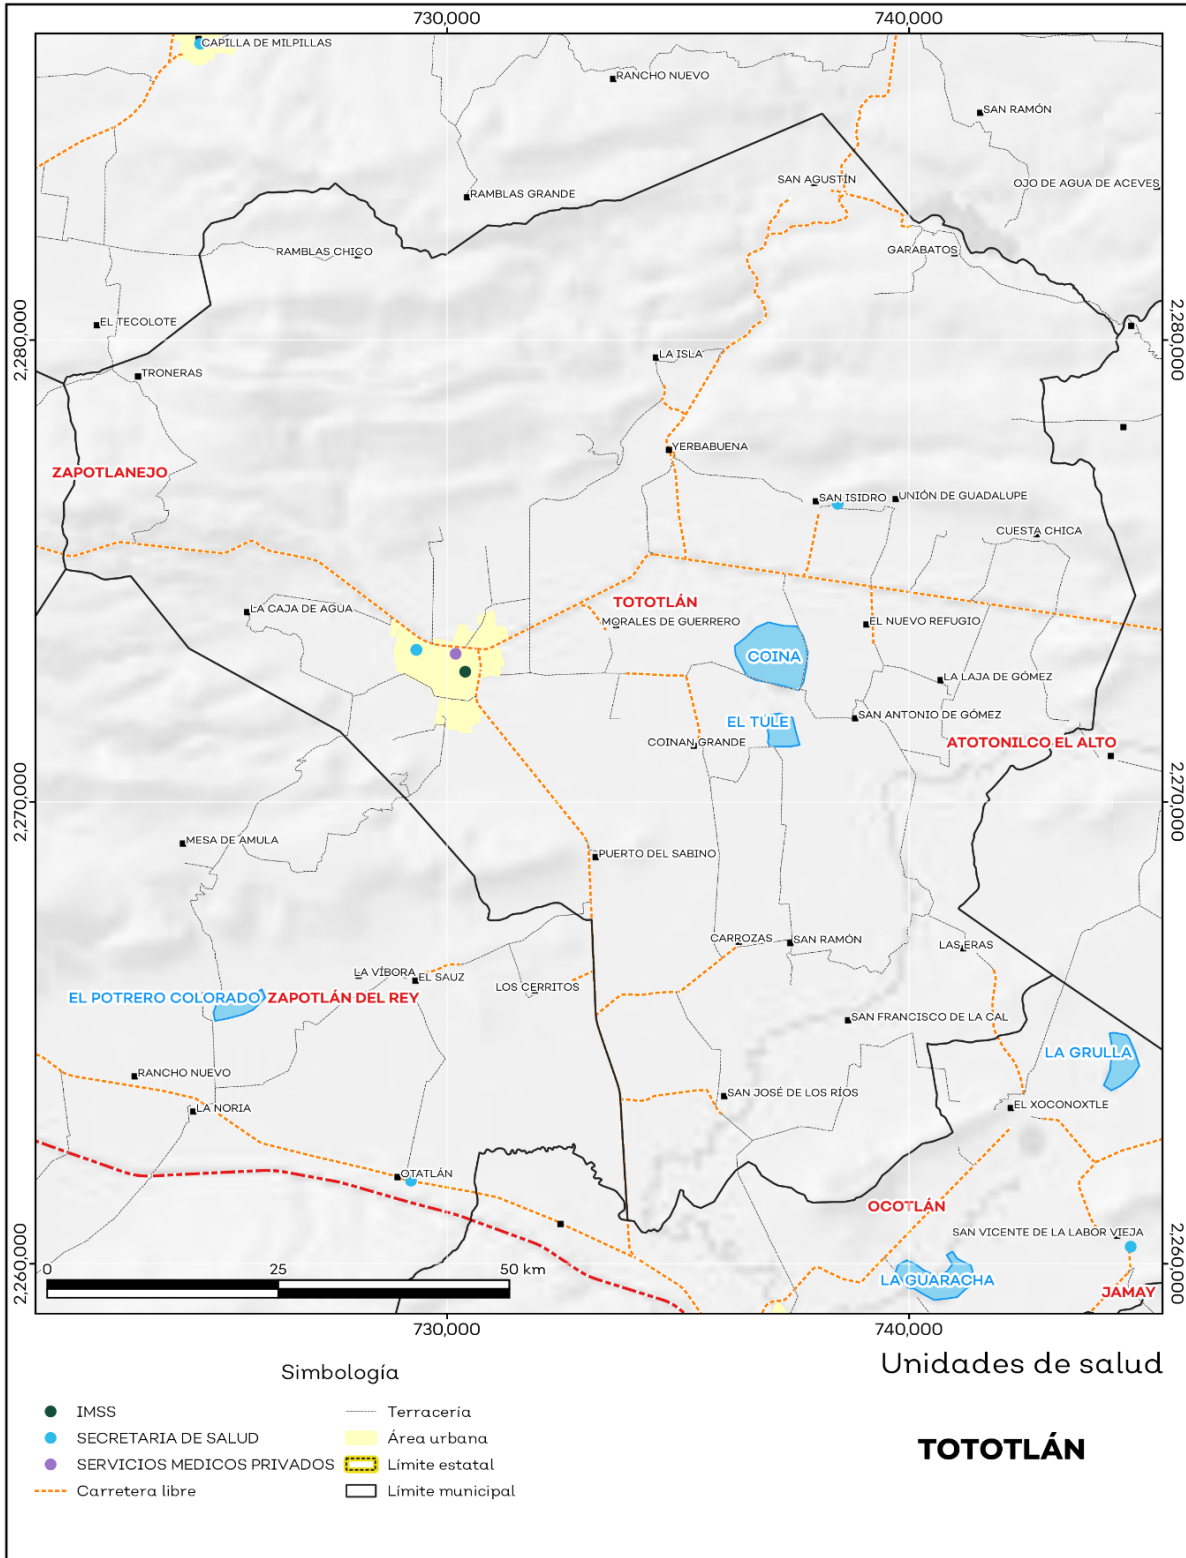 730,000
740,000
CAPILLA DE MILPILLAS
RANCHO NUEVO
SAN RAMÓN
SAN AGUSTÍN
OJO DE AGUA DE ACEVES
RAMBLAS GRANDE
RAMBLAS CHICO
GARABATOS
EL TECOLOTE
2,280,000
2,280,000
LA ISLA
TRONERAS
YERBABUENA
ZAPOTLANEJO
SAN ISIDRO
UNIÓN DE GUADALUPE
CUESTA CHICA
TOTOTLÁN
LA CAJA DE AGUA
MORALES DE GUERRERO
EL NUEVO REFUGIO
COINA
LA LAJA DE GÓMEZ
SAN ANTONIO DE GÓMEZ
EL TULE
COINAN GRANDE
ATOTONILCO EL ALTO
2,270,000
2,270,000
MESA DE AMULA
PUERTO DEL SABINO
CARROZAS
SAN RAMÓN
LAS ERAS
LA VÍBORA
EL SAUZ
LOS CERRITOS
EL POTRERO COLORADO
ZAPOTLÁN DEL REY
SAN FRANCISCO DE LA CAL
LA GRULLA
RANCHO NUEVO
SAN JOSÉ DE LOS RÍOS
LA NORIA
EL XOCONOXTLE
OTATLÁN
OCOTLÁN
SAN VICENTE DE LA LABOR VIEJA
2,260,000
2,260,000
0
25
50 km
LA GUARACHA
JAMAY
730,000
740,000
Unidades de salud
Simbología
IMSS
SECRETARIA DE SALUD
SERVICIOS MEDICOS PRIVADOS
Carretera libre
Terracería
Área urbana
Límite estatal
Límite municipal
TOTOTLÁN